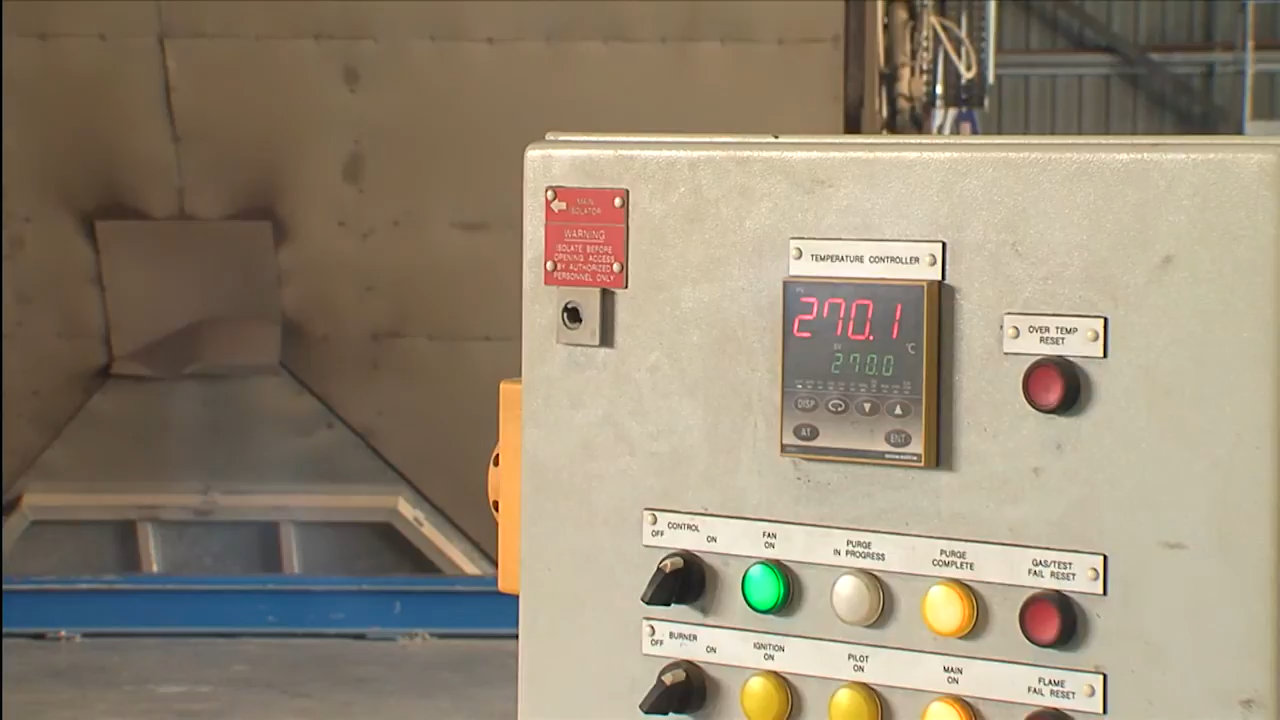 MAIN
ISOLATOR
WARNING
ISOLATE BEFORE
OPENING. ACCESS
BY AUTHORIZED
PERSONNEL ONLY
TEMPERATURE CONTROLLER
PV
270.1
°C
SV
270.0
DISP
AT
ENT
OVER TEMP
RESET
CONTROL
OFF ON
FAN
ON
PURGE
IN PROGRESS
PURGE
COMPLETE
GAS/TEST
FAIL RESET
BURNER
OFF ON
IGNITION
ON
PILOT
ON
MAIN
ON
FLAME
FAIL RESET